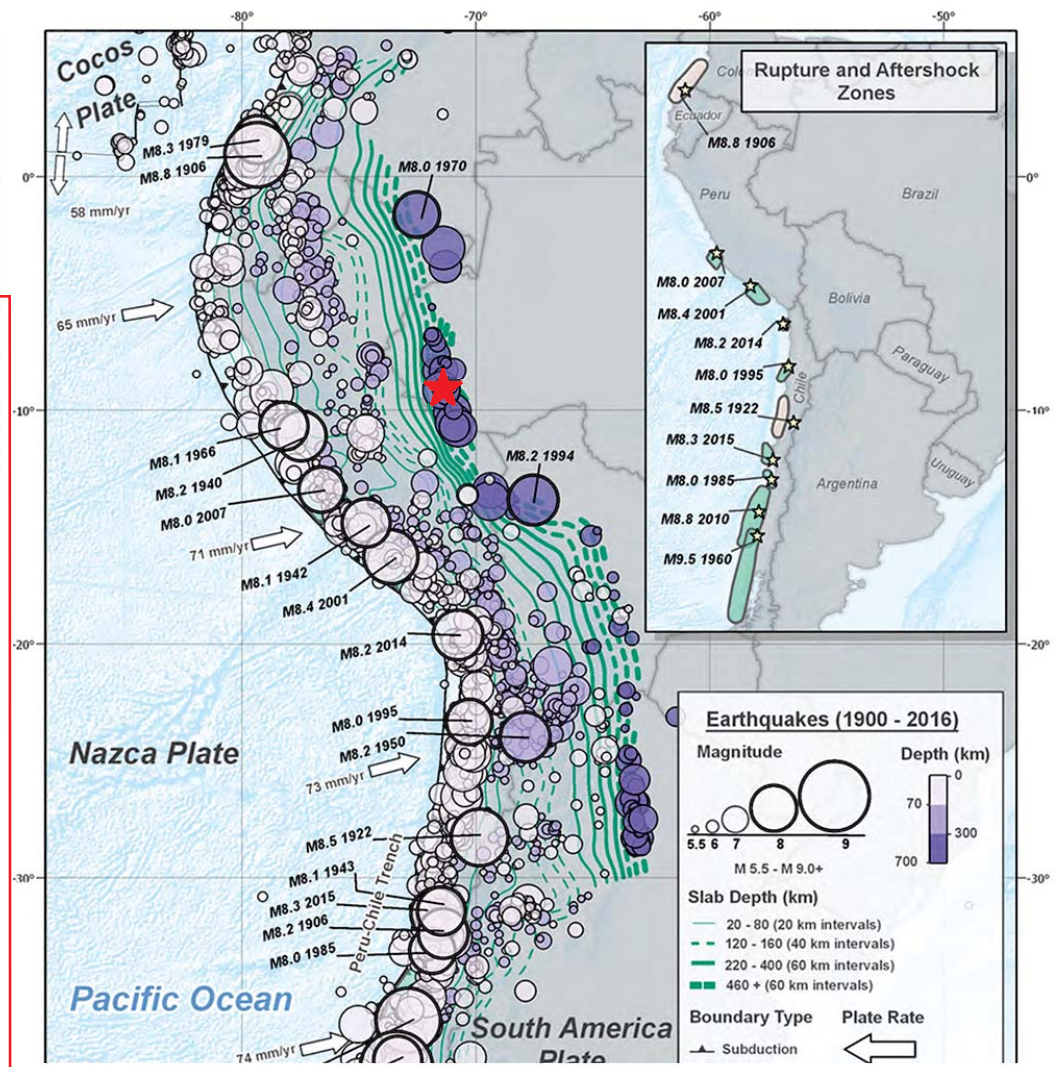 -80°
-70°
-60°
-50°
Cocos
Plate
M8.3 1979
M8.8 1906
58 mm/yr
M8.0 1970
0°
0°
65 mm/yr
-10°
-10°
M8.1 1966
M8.2 1940
M8.0 2007
71 mm/yr
M8.1 1942
M8.4 2001
M8.2 1994
M8.2 2014
-20°
-20°
M8.0 1995
M8.2 1950
Nazca Plate
73 mm/yr
M8.5 1922
-30°
-30°
M8.1 1943
M8.3 2015
M8.2 1906
M8.0 1985
Peru-Chile Trench
Pacific Ocean
74 mm/yr
South America
Plate
Rupture and Aftershock
Zones
Ecuador
M8.8 1906
Peru
Brazil
M8.0 2007
M8.4 2001
Bolivia
M8.2 2014
M8.0 1995
Paraguay
Chile
M8.5 1922
M8.3 2015
M8.0 1985
Uruguay
Argentina
M8.8 2010
M9.5 1960
Earthquakes (1900 - 2016)
Magnitude
Depth (km)
0
70
300
700
5.5 6 7 8 9
M 5.5 - M 9.0+
Slab Depth (km)
20 - 80 (20 km intervals)
120 - 160 (40 km intervals)
220 - 400 (60 km intervals)
460 + (60 km intervals)
Boundary Type
Plate Rate
Subduction